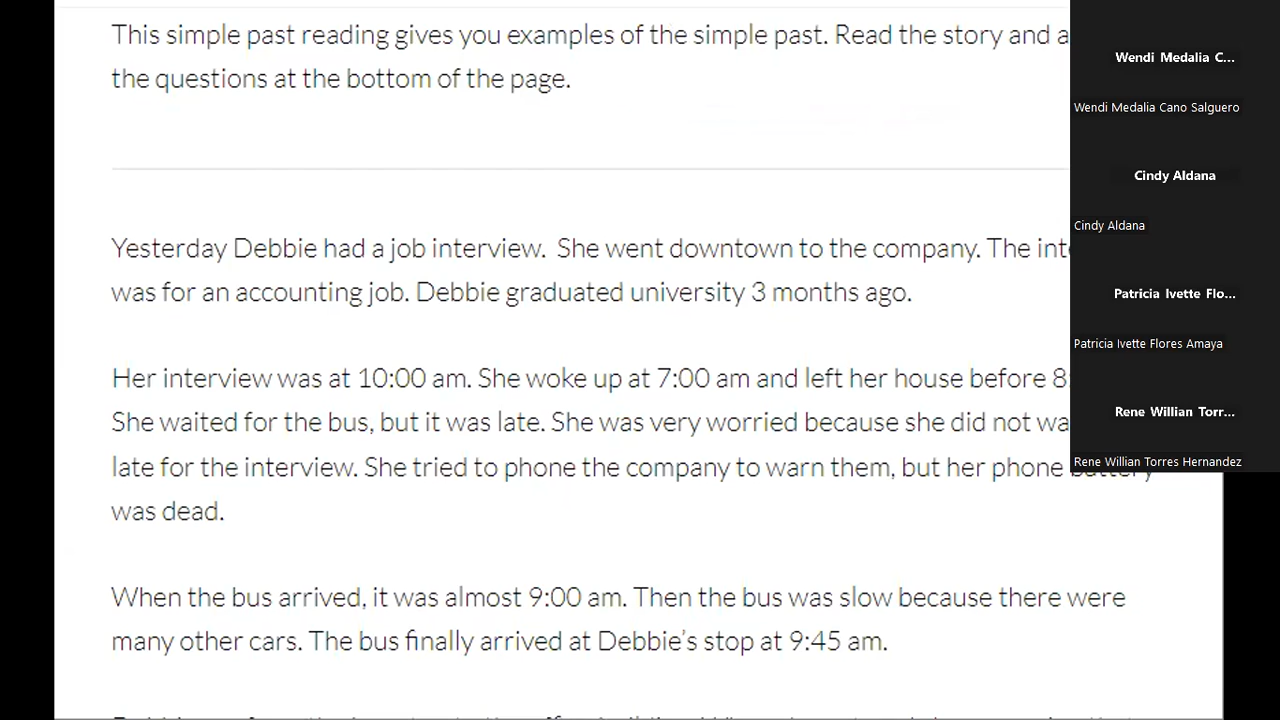 This simple past reading gives you examples of the simple past. Read the story and
the questions at the bottom of the page.
Yesterday Debbie had a job interview. She went downtown to the company. The
was for an accounting job. Debbie graduated university 3 months ago.
Her interview was at 10:00 am. She woke up at 7:00 am and left her house before
She waited for the bus, but it was late. She was very worried because she did not
late for the interview. She tried to phone the company to warn them, but her phone battery
was dead.
When the bus arrived, it was almost 9:00 am. Then the bus was slow because there were
many other cars. The bus finally arrived at Debbie’s stop at 9:45 am.
Wendi Medalia C...
Wendi Medalia Cano Salguero
Cindy Aldana
Cindy Aldana
Patricia Ivette Flo...
Patricia Ivette Flores Amaya
Rene Willian Torr...
Rene Willian Torres Hernandez